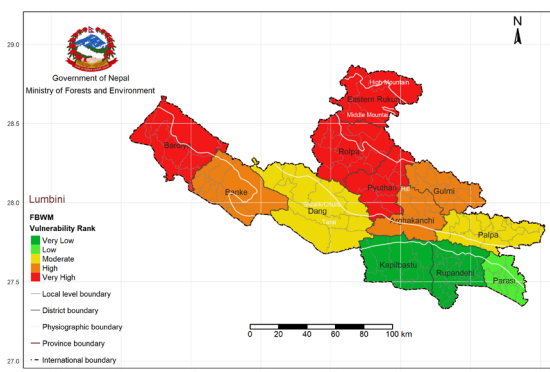 N
29.0
Government of Nepal
Ministry of Forests and Environment
High Mountain
Eastern Rukum
Middle Mountain
28.5
Bardiya
Rolpa
Pyuthan
Gulmi
Banke
Lumbini
28.0
Dang
Arghakanchi
Palpa
FBWM
Vulnerability Rank
Very Low
Low
Moderate
High
Very High
Kapilbastu
Rupandehi
Parasi
27.5
Local level boundary
District boundary
Physiographic boundary
Province boundary
International boundary
0 20 40 60 80 100 km
27.0